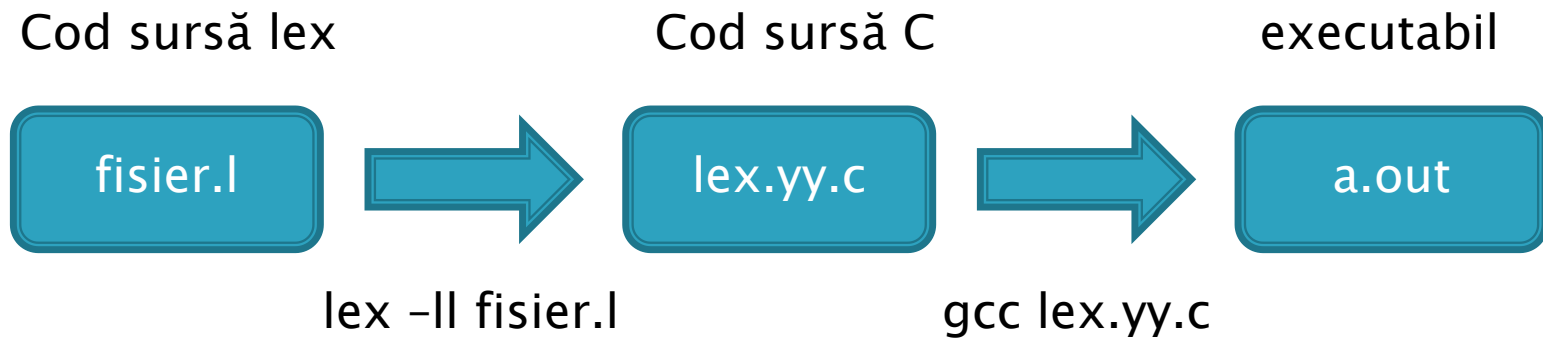 Cod sursă lex
Cod sursă C
executabil
fisier.l
lex.yy.c
a.out
lex –ll fisier.l
gcc lex.yy.c